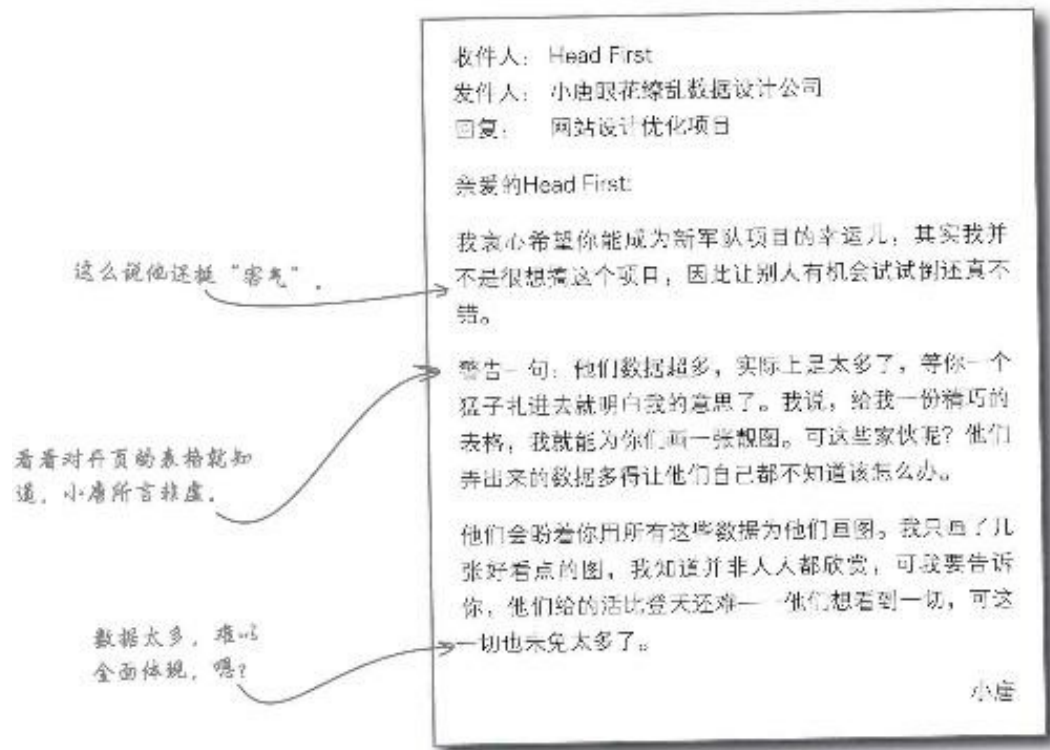 收件人： Head First
发件人： 小唐眼花缭乱数据设计公司
回复： 网站设计优化项目
亲爱的Head First:
我衷心希望你能成为新军队项目的幸运儿，其实我并
不是很想搞这个项目，因此让别人有机会试试倒还真不
错。
这么说他还挺“客气”。
警告一句：他们数据超多，实际上是太多了，等你一个
猛子扎进去就明白我的意思了。我说，给我一份精巧的
表格，我就能为你们画一张靓图。可这些家伙呢？他们
弄出来的数据多得让他们自己都不知道该怎么办。
看看对开页的表格就知
道，小唐所言非虚。
他们会盼着你用所有这些数据为他们画图。我只画了几
张好看点的图，我知道并非人人都欣赏，可我要告诉
你，他们给的活比登天还难——他们想看到一切，可这
一切也未免太多了。
数据太多，难以
全面体现，嗯？
小唐